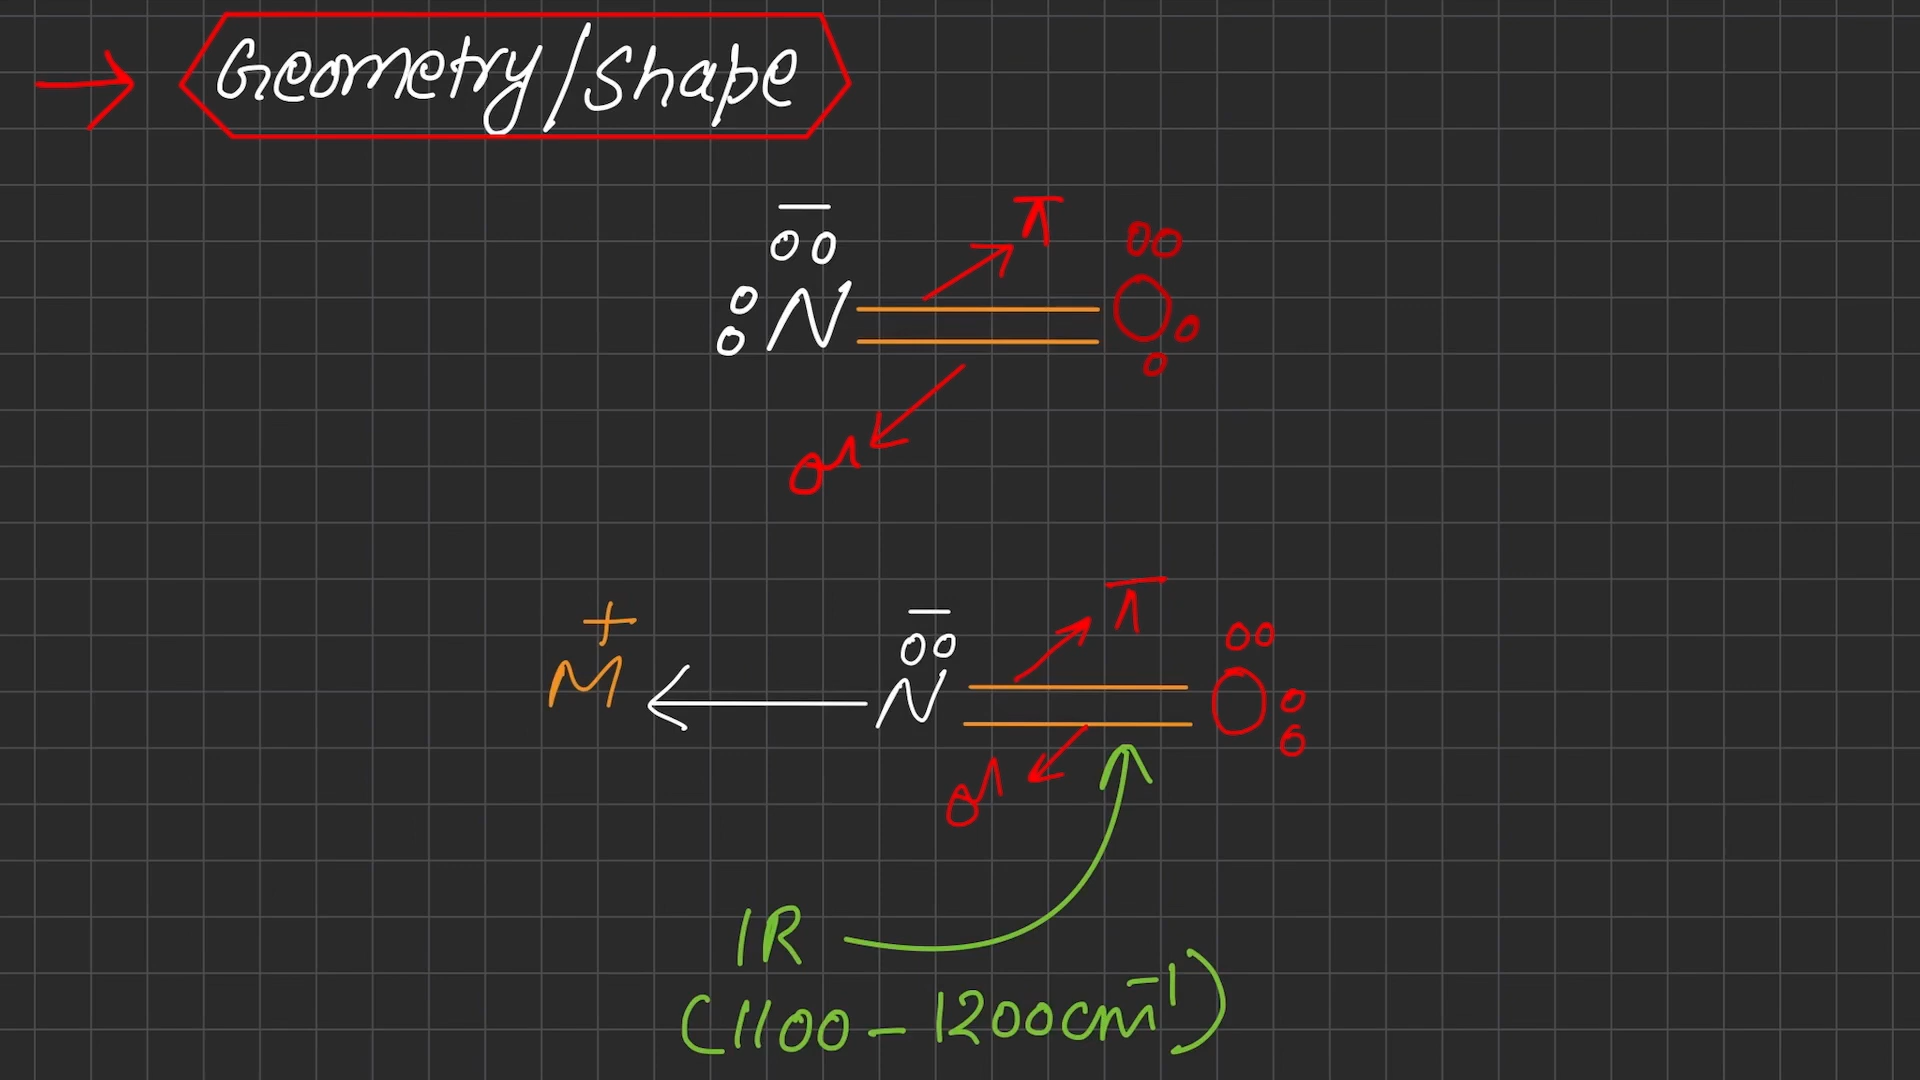 → Geometry/Shape
π
N = O
σ
π
M⁺ ← N = O
σ
IR
(1100 - 1200cm⁻¹)